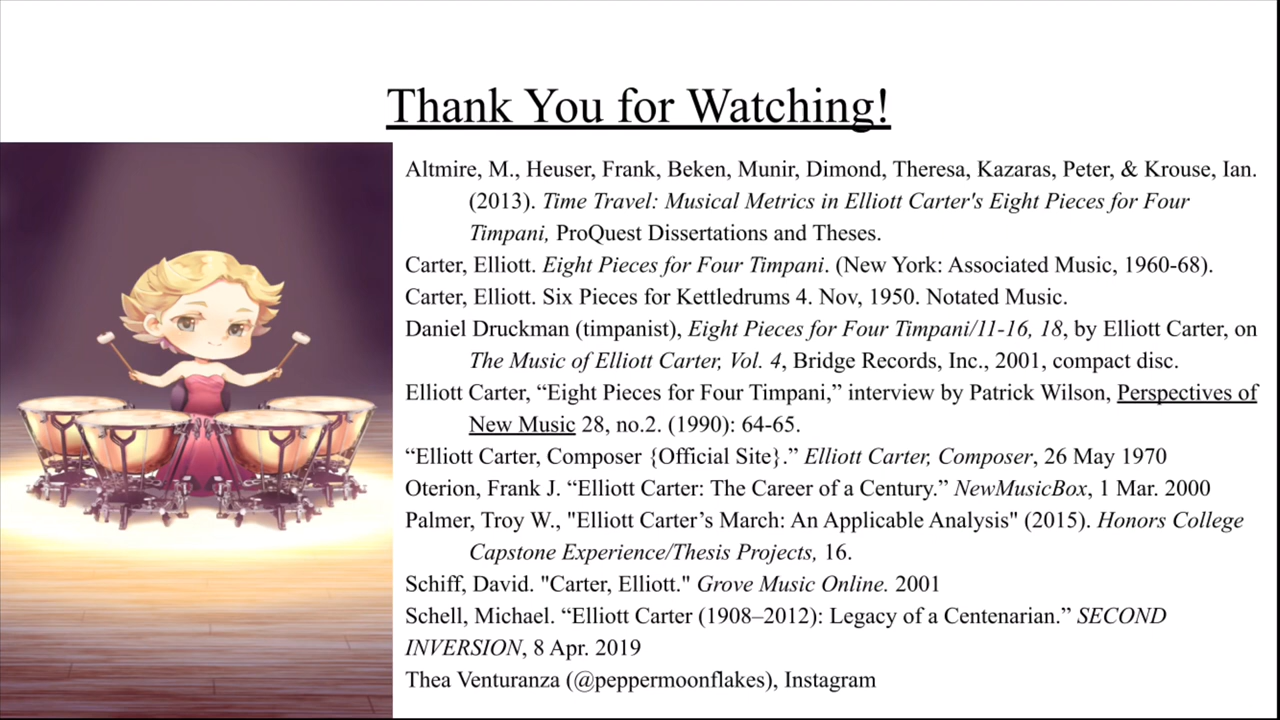 Thank You for Watching!
Altmire, M., Heuser, Frank, Beken, Munir, Dimond, Theresa, Kazaras, Peter, & Krouse, Ian.
(2013). Time Travel: Musical Metrics in Elliott Carter's Eight Pieces for Four
Timpani, ProQuest Dissertations and Theses.
Carter, Elliott. Eight Pieces for Four Timpani. (New York: Associated Music, 1960-68).
Carter, Elliott. Six Pieces for Kettledrums 4. Nov, 1950. Notated Music.
Daniel Druckman (timpanist), Eight Pieces for Four Timpani/11-16, 18, by Elliott Carter, on
The Music of Elliott Carter, Vol. 4, Bridge Records, Inc., 2001, compact disc.
Elliott Carter, “Eight Pieces for Four Timpani,” interview by Patrick Wilson, Perspectives of
New Music 28, no.2. (1990): 64-65.
“Elliott Carter, Composer {Official Site}.” Elliott Carter, Composer, 26 May 1970
Oterion, Frank J. “Elliott Carter: The Career of a Century.” NewMusicBox, 1 Mar. 2000
Palmer, Troy W., "Elliott Carter’s March: An Applicable Analysis" (2015). Honors College
Capstone Experience/Thesis Projects, 16.
Schiff, David. "Carter, Elliott." Grove Music Online. 2001
Schell, Michael. “Elliott Carter (1908–2012): Legacy of a Centenarian.” SECOND
INVERSION, 8 Apr. 2019
Thea Venturanza (@peppermoonflakes), Instagram